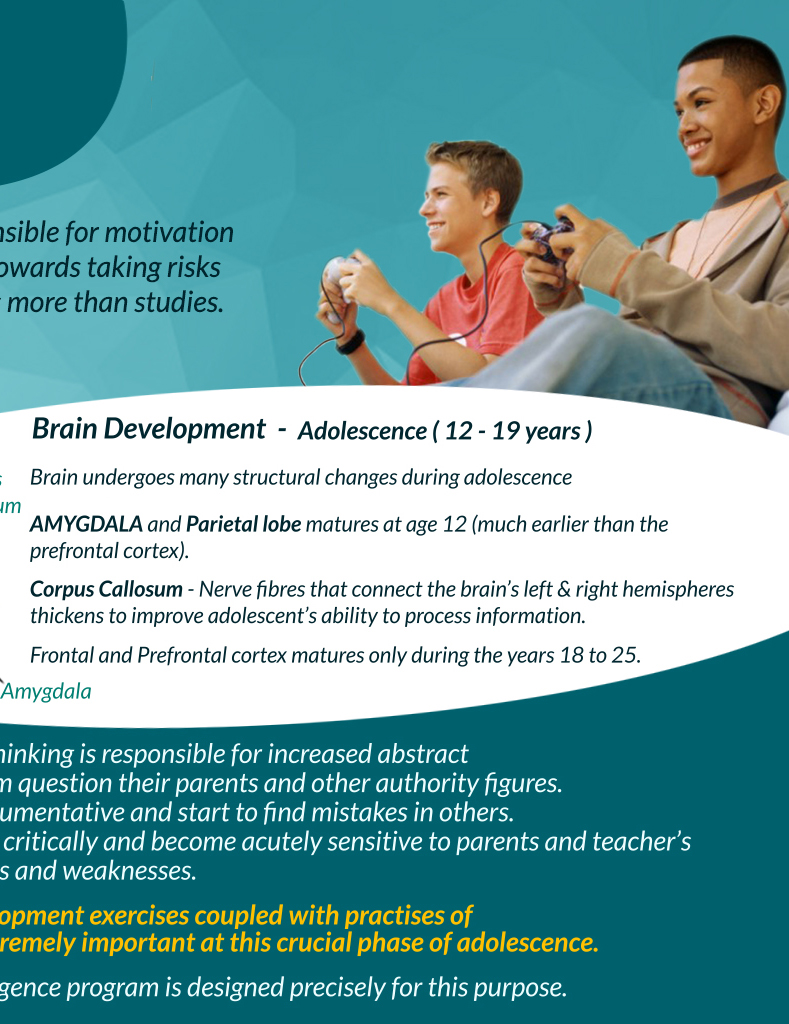 nsible for motivation
owards taking risks
more than studies.
Brain Development - Adolescence ( 12 - 19 years )
Brain undergoes many structural changes during adolescence
um
AMYGDALA and Parietal lobe matures at age 12 (much earlier than the
prefrontal cortex).
Corpus Callosum - Nerve fibres that connect the brain's left & right hemispheres
thickens to improve adolescent's ability to process information.
Frontal and Prefrontal cortex matures only during the years 18 to 25.
Amygdala
hinking is responsible for increased abstract
m question their parents and other authority figures.
umentative and start to find mistakes in others.
critically and become acutely sensitive to parents and teacher's
s and weaknesses.
opment exercises coupled with practises of
remely important at this crucial phase of adolescence.
gence program is designed precisely for this purpose.